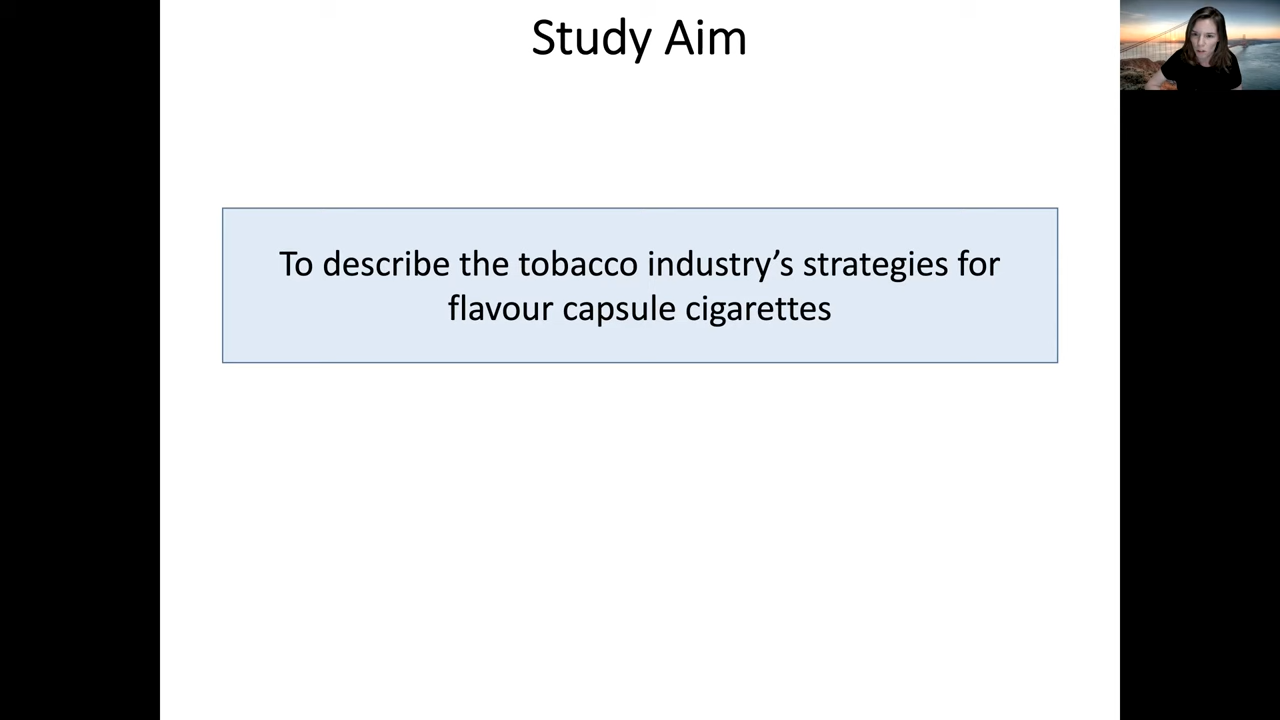 Study Aim
To describe the tobacco industry’s strategies for
flavour capsule cigarettes